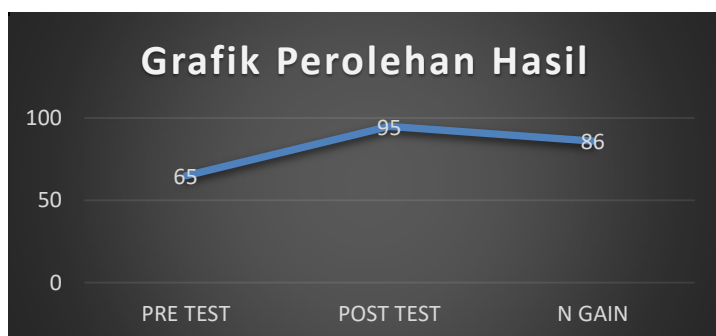 Grafik Perolehan Hasil
100
50
0
65
95
86
PRE TEST
POST TEST
N GAIN